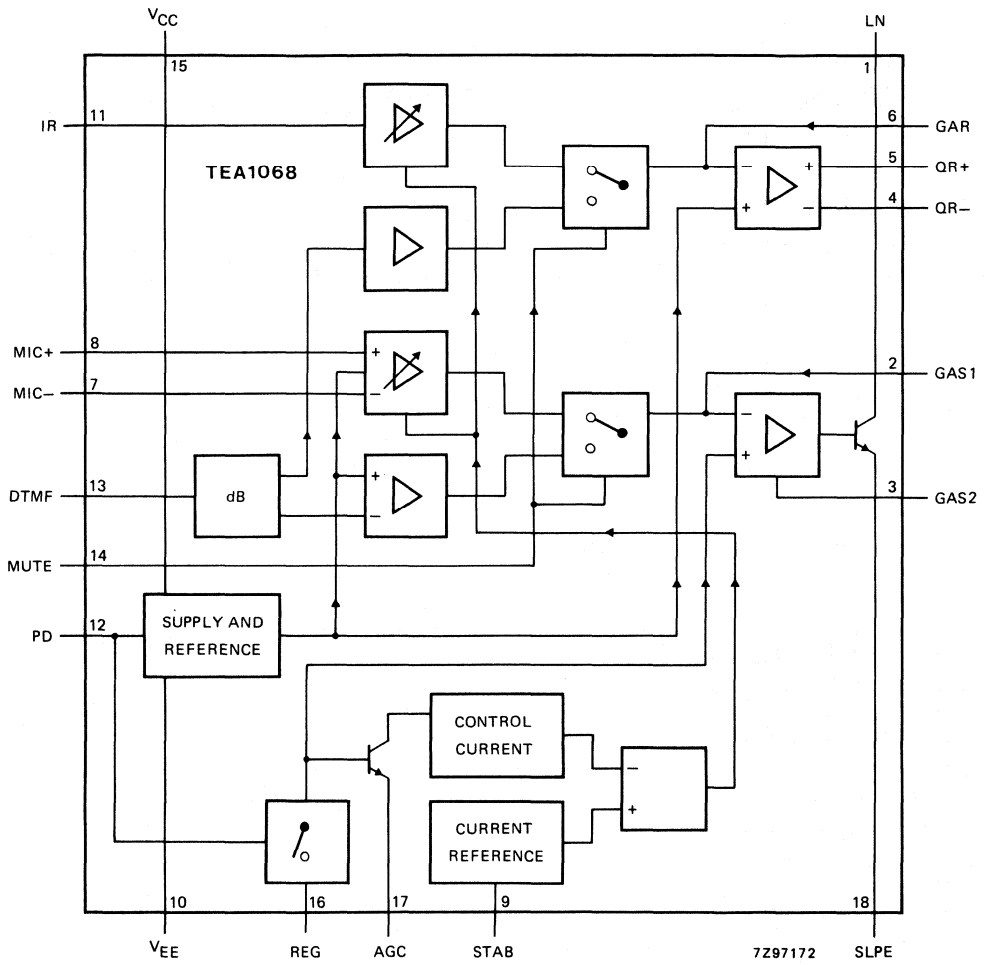 VCC
LN
15
1
IR
11
6
GAR
TEA1068
5
QR+
−
+
+
−
4
QR−
MIC+
8
+
−
MIC−
7
2
GAS1
−
+
DTMF
13
dB
+
−
3
GAS2
MUTE
14
PD
12
SUPPLY AND
REFERENCE
CONTROL
CURRENT
−
+
CURRENT
REFERENCE
10
16
17
9
18
VEE
REG
AGC
STAB
7Z97172
SLPE